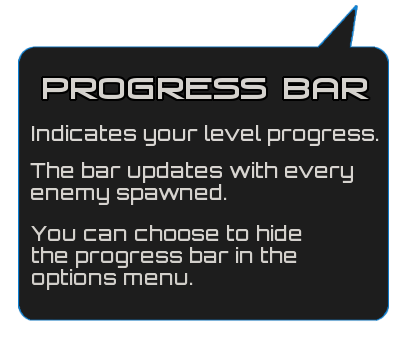 PROGRESS BAR
Indicates your level progress.
The bar updates with every
enemy spawned.
You can choose to hide
the progress bar in the
options menu.